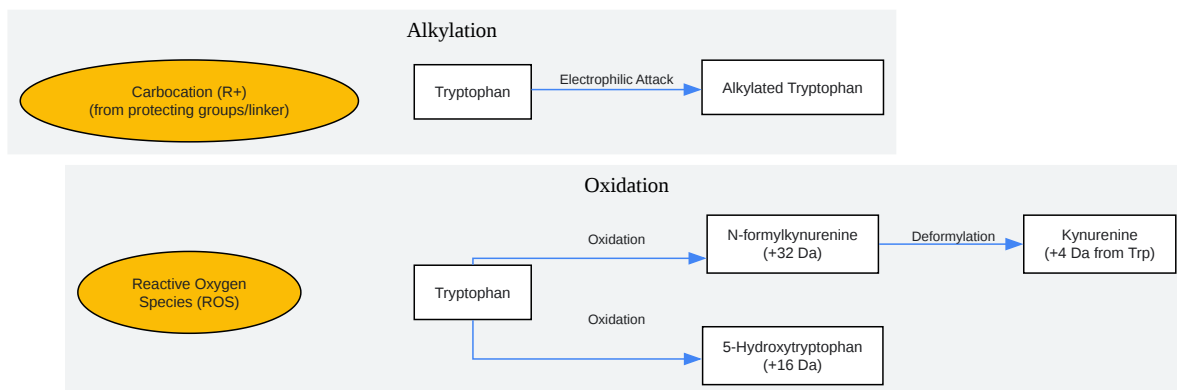 Alkylation
Carbocation (R+)
(from protecting groups/linker)
Tryptophan
Electrophilic Attack
Alkylated Tryptophan
Oxidation
Reactive Oxygen
Species (ROS)
Tryptophan
Oxidation
N-formylkynurenine
(+32 Da)
Deformylation
Kynurenine
(+4 Da from Trp)
Oxidation
5-Hydroxytryptophan
(+16 Da)